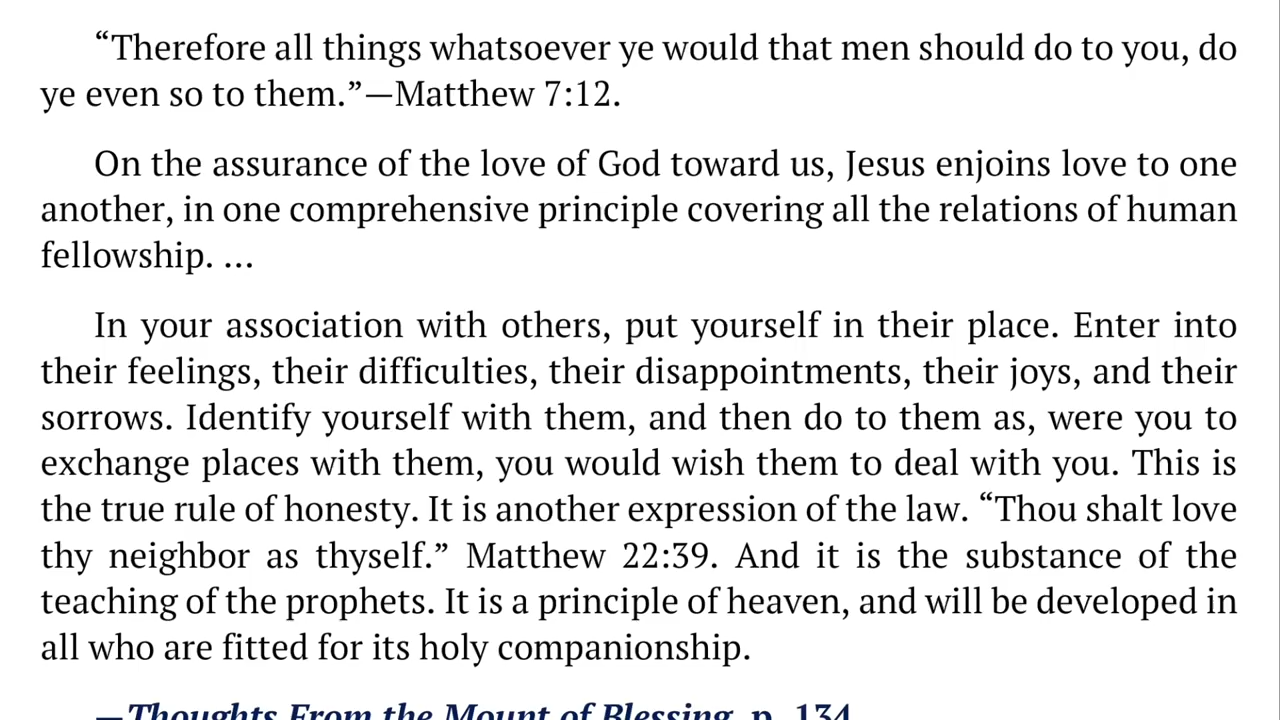 “Therefore all things whatsoever ye would that men should do to you, do
ye even so to them.”—Matthew 7:12.
On the assurance of the love of God toward us, Jesus enjoins love to one
another, in one comprehensive principle covering all the relations of human
fellowship. ...
In your association with others, put yourself in their place. Enter into
their feelings, their difficulties, their disappointments, their joys, and their
sorrows. Identify yourself with them, and then do to them as, were you to
exchange places with them, you would wish them to deal with you. This is
the true rule of honesty. It is another expression of the law. “Thou shalt love
thy neighbor as thyself.” Matthew 22:39. And it is the substance of the
teaching of the prophets. It is a principle of heaven, and will be developed in
all who are fitted for its holy companionship.
—Thoughts From the Mount of Blessing, p. 134